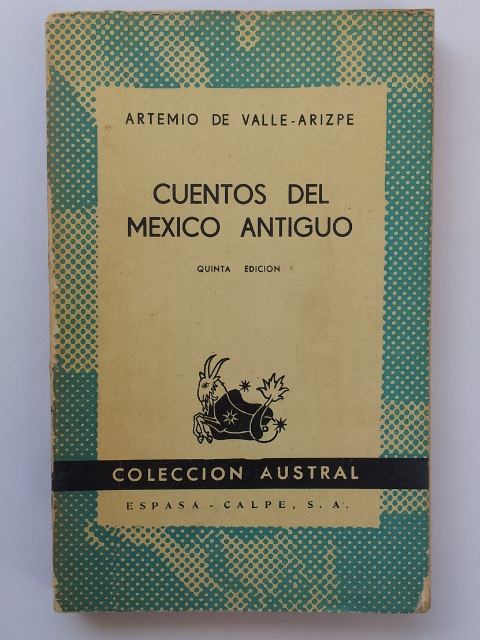 ARTEMIO DE VALLE-ARIZPE
CUENTOS DEL
MEXICO ANTIGUO
QUINTA EDICION
COLECCION AUSTRAL
ESPASA - CALPE, S. A.